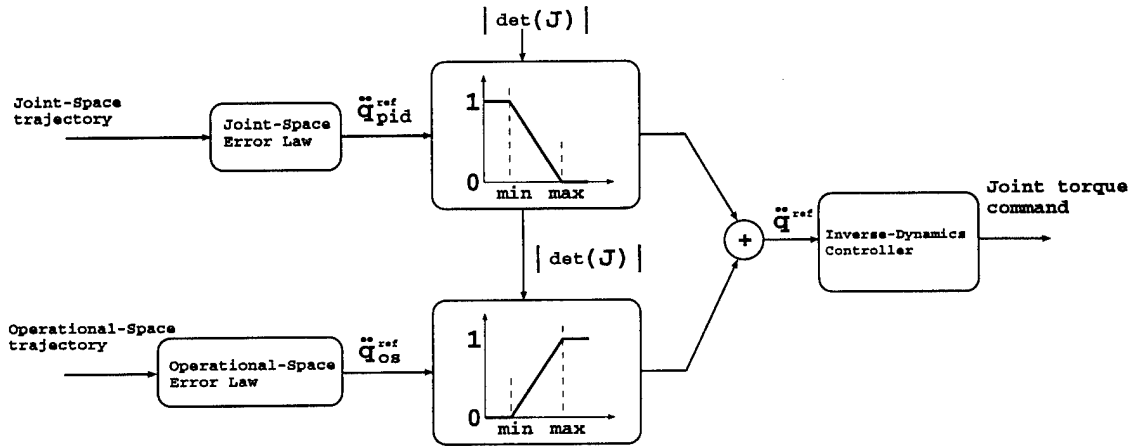 | det(J) |
Joint-Space
trajectory
Joint-Space
Error Law
q̈ ref pid
1
0
min max
| det(J) |
Joint torque
command
q̈ ref
+
Inverse-Dynamics
Controller
Operational-Space
trajectory
Operational-Space
Error Law
q̈ ref os
1
0
min max